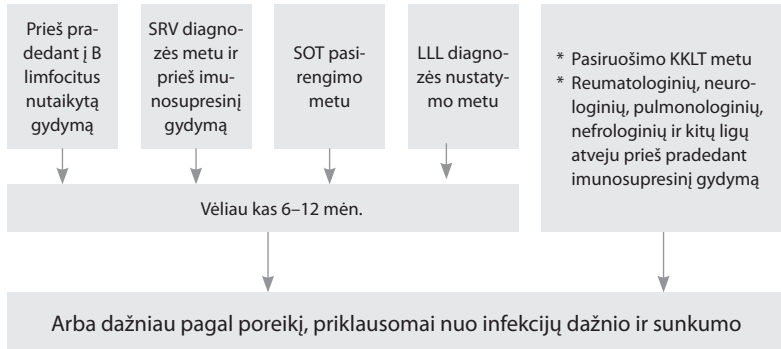 Prieš pra-
dedant į B
limfocitus
nutaikytą
gydymą
SRV diagno-
zės metu ir
prieš imu-
nosupresinį
gydymą
SOT pasi-
rengimo
metu
LLL diagno-
zės nustaty-
mo metu
* Pasiruošimo KKLT metu
* Reumatologinių, neuro-
loginių, pulmonologinių,
nefrologinių ir kitų ligų
atveju prieš pradedant
imunosupresinį gydymą
Vėliau kas 6–12 mėn.
Arba dažniau pagal poreikį, priklausomai nuo infekcijų dažnio ir sunkumo